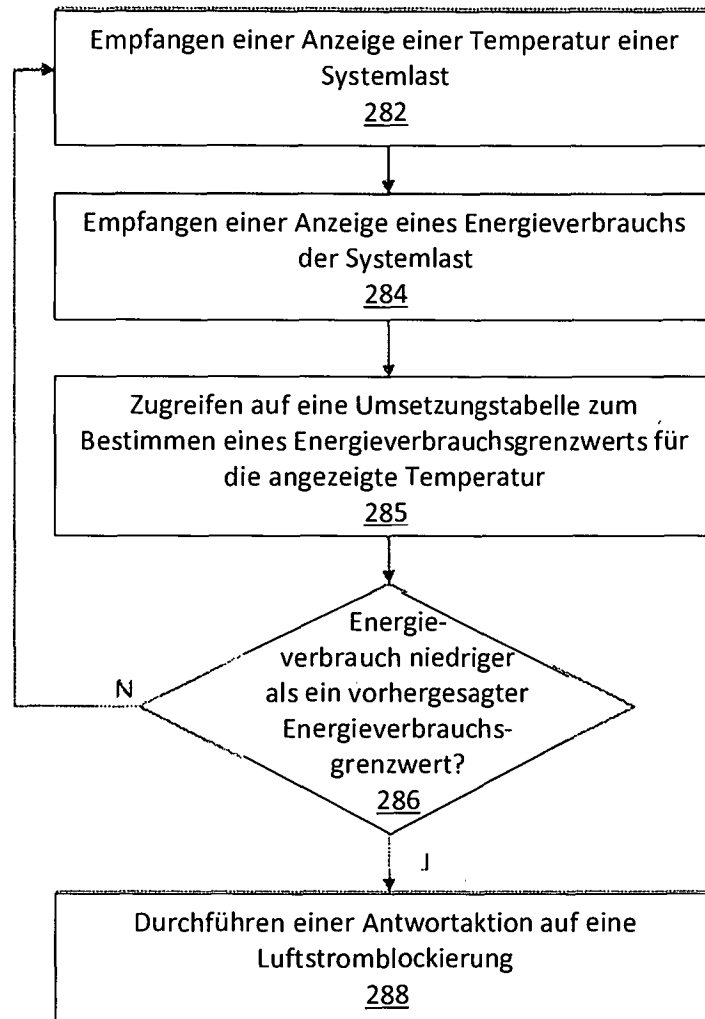 Empfangen einer Anzeige einer Temperatur einer
Systemlast
282
Empfangen einer Anzeige eines Energieverbrauchs
der Systemlast
284
Zugreifen auf eine Umsetzungstabelle zum
Bestimmen eines Energieverbrauchsgrenzwerts für
die angezeigte Temperatur
285
Energie-
verbrauch niedriger
als ein vorhergesagter
Energieverbrauchs-
grenzwert?
286
N
J
Durchführen einer Antwortaktion auf eine
Luftstromblockierung
288